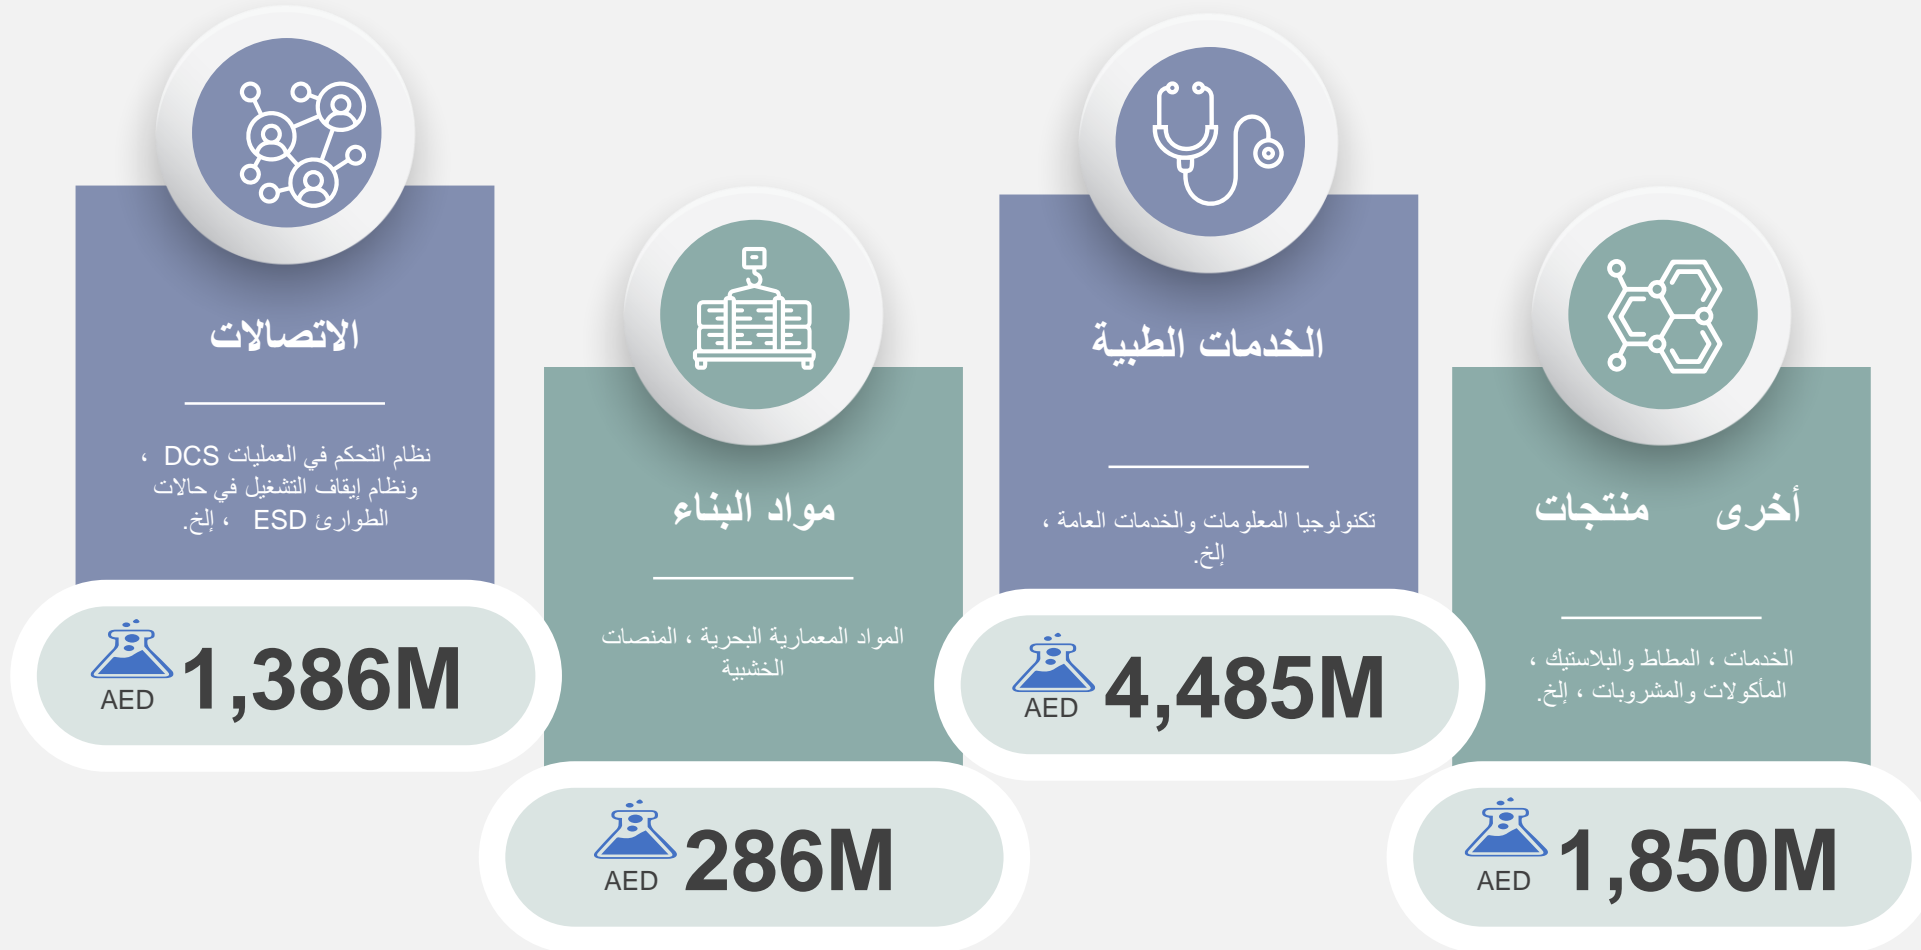 الاتصالات
نظام التحكم في العمليات DCS ،
ونظام إيقاف التشغيل في حالات
الطوارئ ESD ، إلخ.
AED 1,386M
مواد البناء
المواد المعمارية البحرية ، المنصات
الخشبية
AED 286M
الخدمات الطبية
تكنولوجيا المعلومات والخدمات العامة ،
إلخ.
AED 4,485M
أخرى منتجات
الخدمات ، المطاط والبلاستيك ،
المأكولات والمشروبات ، إلخ.
AED 1,850M